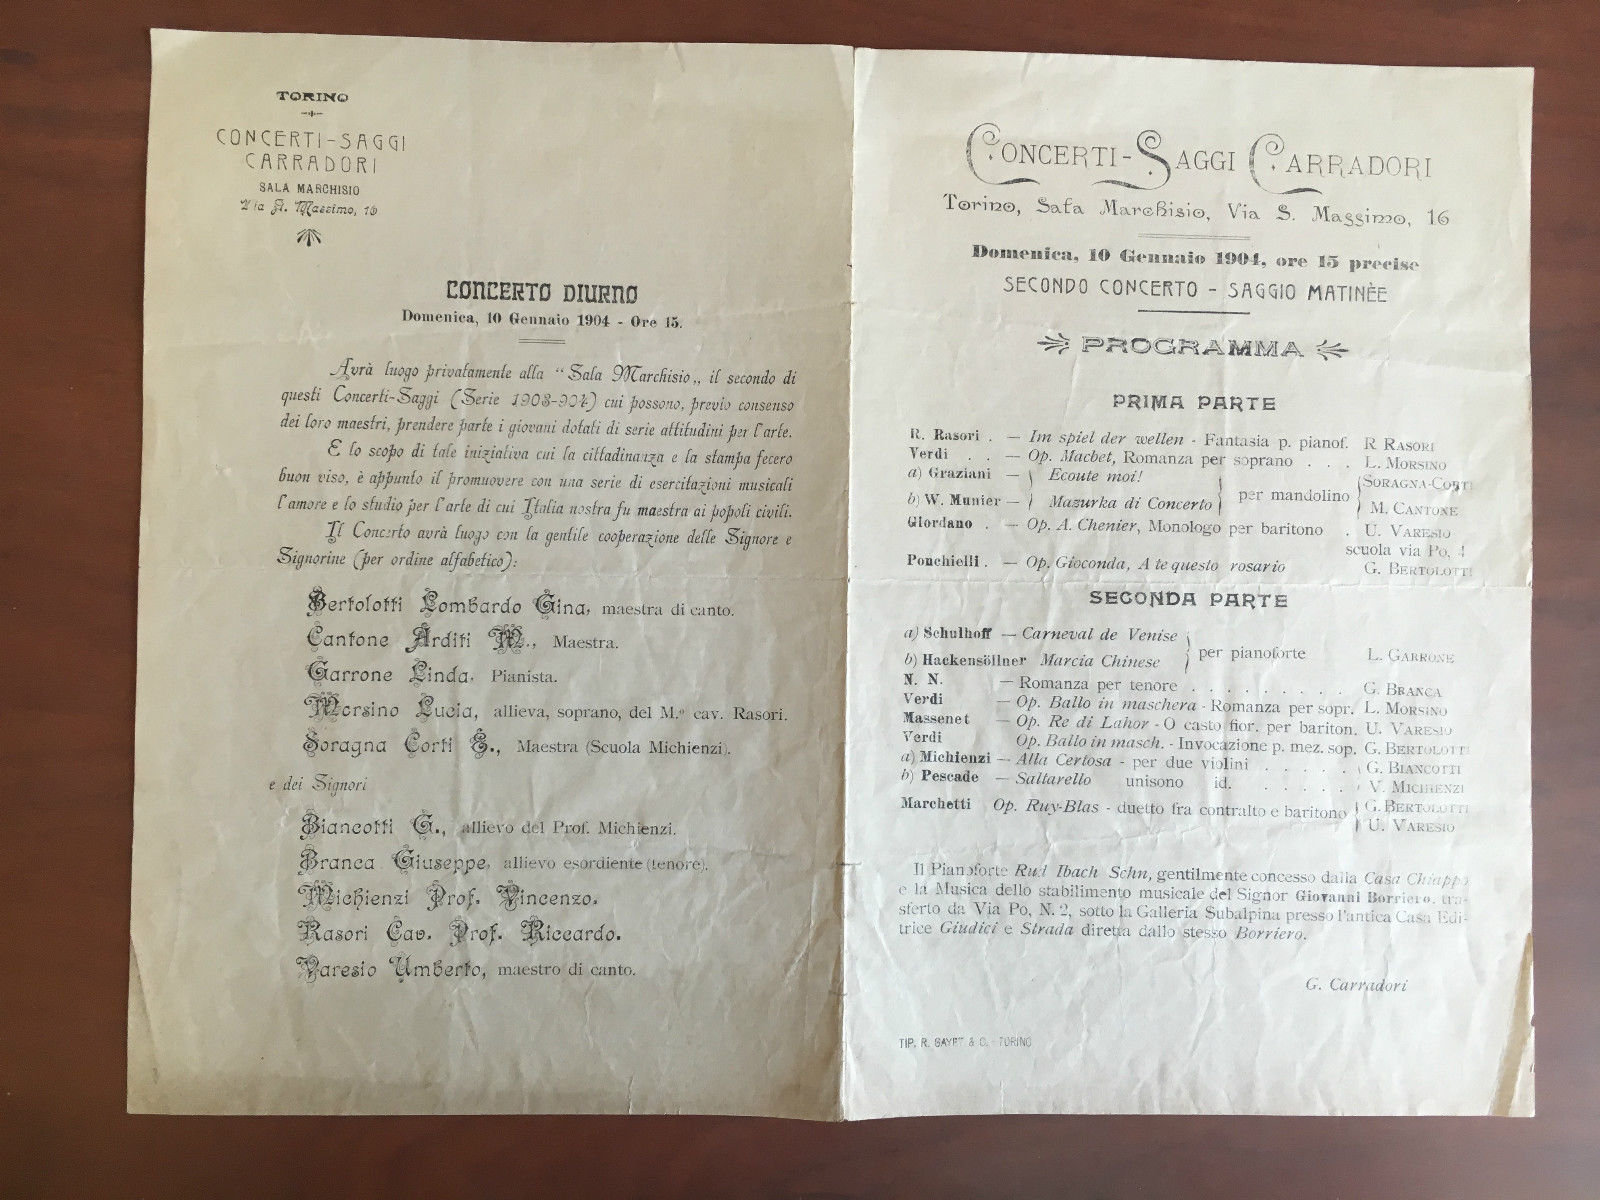 TORINO
CONCERTI-SAGGI
CARRADORI
SALA MARCHISIO
Via S. Massimo, 16
CONCERTO DIURNO
Domenica, 10 Gennaio 1904 - Ore 15.
Avrà luogo privatamente alla "Sala Marchisio„ il secondo di
questi Concerti-Saggi (Serie 1903-904) cui possono, previo consenso
dei loro maestri, prendere parte i giovani dotati di serie attitudini per l'arte.
E lo scopo di tale iniziativa cui la cittadinanza e la stampa fecero
buon viso, è appunto il promuovere con una serie di esercitazioni musicali
l'amore e lo studio per l'arte di cui Italia nostra fu maestra ai popoli civili.
Il Concerto avrà luogo con la gentile cooperazione delle Signore e
Signorine (per ordine alfabetico):
Bertolotti Lombardo Gina, maestra di canto.
Cantone Arditi M., Maestra.
Garrone Linda, Pianista.
Morsino Lucia, allieva, soprano, del M.º cav. Rasori.
Soragna Corti E., Maestra (Scuola Michienzi).
e dei Signori
Biancotti G., allievo del Prof. Michienzi.
Branca Giuseppe, allievo esordiente (tenore).
Michienzi Prof. Vincenzo.
Rasori Cav. Prof. Riccardo.
Varesio Umberto, maestro di canto.
CONCERTI-SAGGI CARRADORI
Torino, Sala Marchisio, Via S. Massimo, 16
Domenica, 10 Gennaio 1904, ore 15 precise
SECONDO CONCERTO - SAGGIO MATINÈE
PROGRAMMA
PRIMA PARTE
R. Rasori . — Im spiel der wellen - Fantasia p. pianof. R RASORI
Verdi . . — Op. Macbet, Romanza per soprano . . . L. MORSINO
a) Graziani — Ecoute moi! SORAGNA-CORTI
b) W. Munier — Mazurka di Concerto per mandolino M. CANTONE
Giordano . — Op. A. Chenier, Monologo per baritono . U. VARESIO
scuola via Po, 4
Ponchielli . — Op. Gioconda, A te questo rosario G. BERTOLOTTI
SECONDA PARTE
a) Schulhoff — Carneval de Venise
b) Hackensöllner Marcia Chinese per pianoforte L. GARRONE
N. N. — Romanza per tenore . . . . . . . . . G. BRANCA
Verdi — Op. Ballo in maschera - Romanza per sopr. L. MORSINO
Massenet — Op. Re di Lahor - O casto fior. per bariton. U. VARESIO
Verdi Op. Ballo in masch. - Invocazione p. mez. sop. G. BERTOLOTTI
a) Michienzi — Alla Certosa - per due violini . . . . . G. BIANCOTTI
b) Pescade — Saltarello unisono id. . . . . . V. MICHIENZI
Marchetti Op. Ruy-Blas - duetto fra contralto e baritono G. BERTOLOTTI
U. VARESIO
Il Pianoforte Rud Ibach Schn, gentilmente concesso dalla Casa Chiappo
e la Musica dello stabilimento musicale del Signor Giovanni Borriero, tra-
sferto da Via Po, N. 2, sotto la Galleria Subalpina presso l'antica Casa Edi-
trice Giudici e Strada diretta dallo stesso Borriero.
G. Carradori
TIP. R. GAYET & C. - TORINO